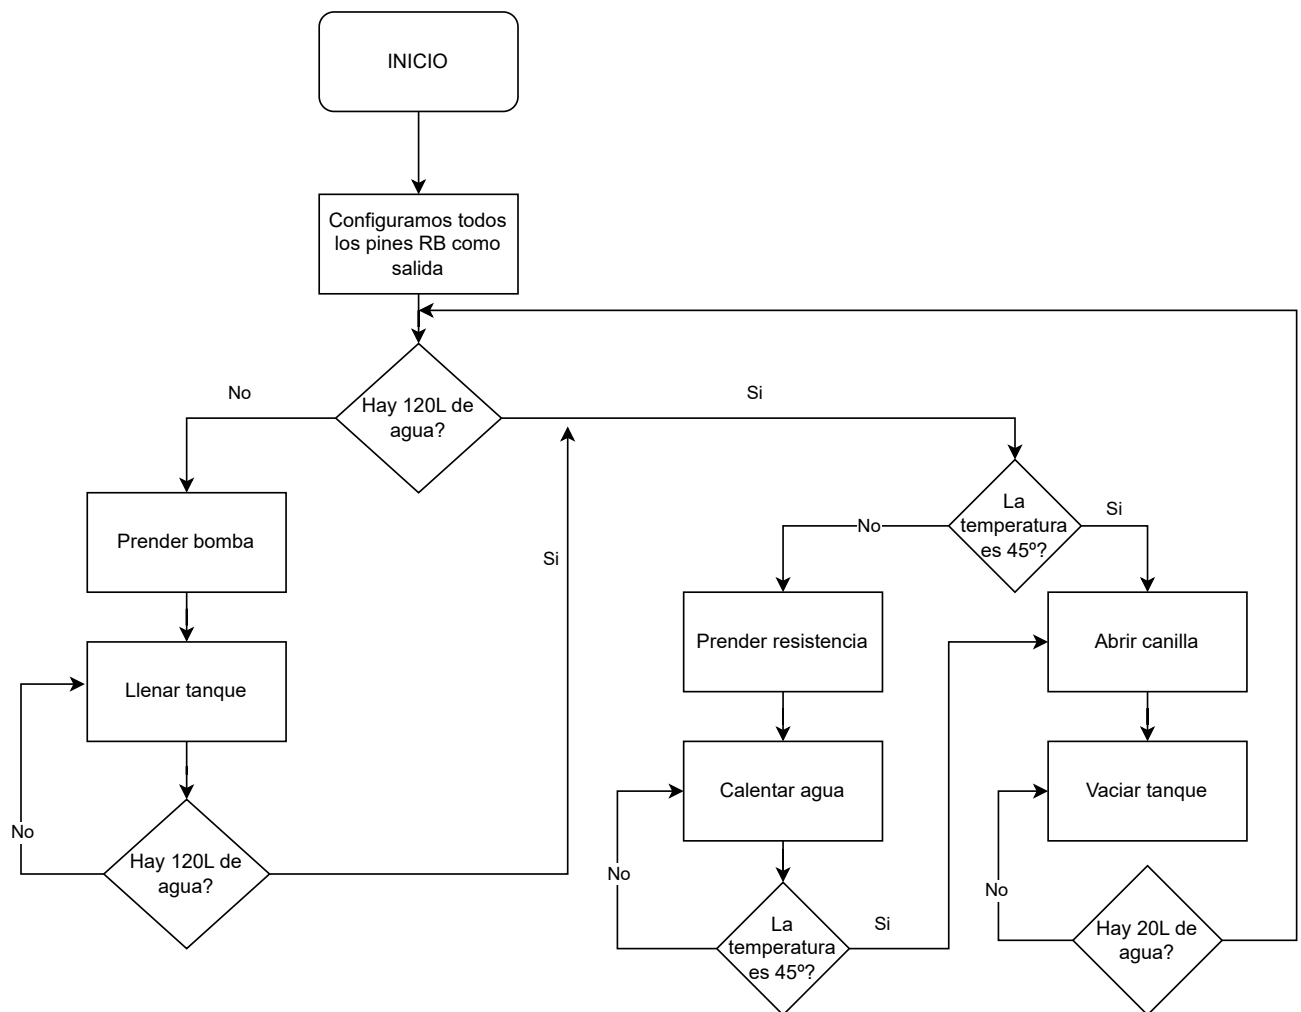 INICIO
Configuramos todos
los pines RB como
salida
Hay 120L de
agua?
No
Si
Prender bomba
Llenar tanque
Hay 120L de
agua?
No
Si
La
temperatura
es 45º?
No
Si
Prender resistencia
Calentar agua
La
temperatura
es 45º?
No
Si
Abrir canilla
Vaciar tanque
Hay 20L de
agua?
No